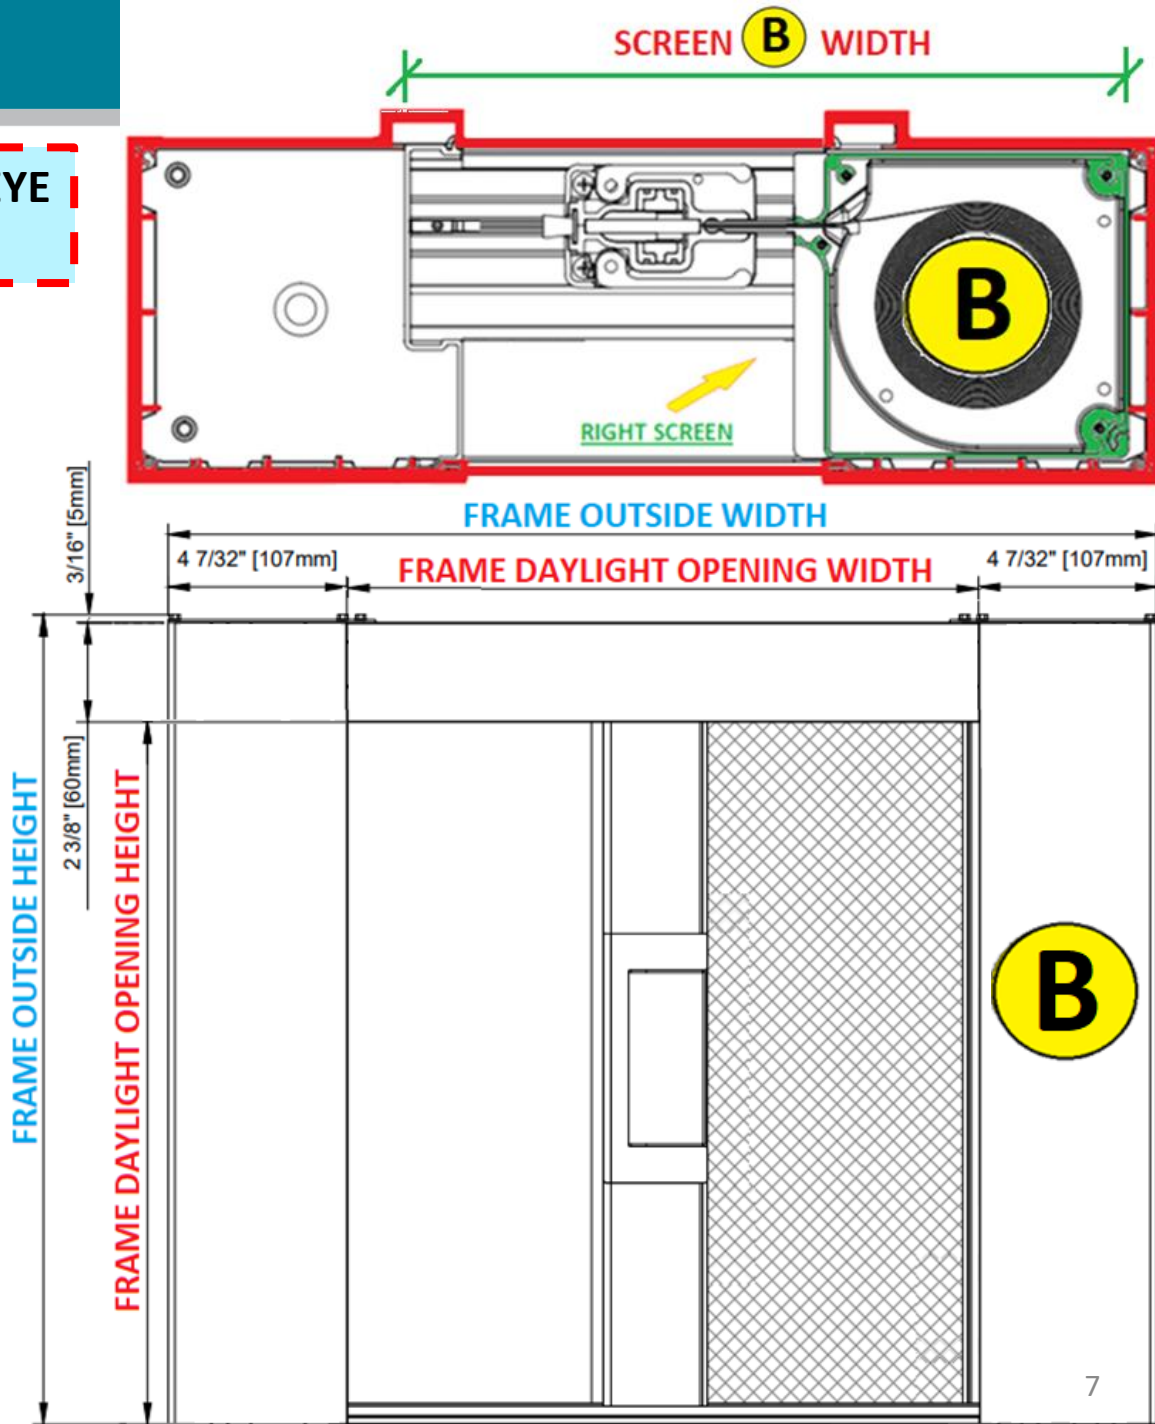 SCREEN B WIDTH
YE
B
RIGHT SCREEN
FRAME OUTSIDE WIDTH
3/16" [5mm]
4 7/32" [107mm]
FRAME DAYLIGHT OPENING WIDTH
4 7/32" [107mm]
2 3/8" [60mm]
FRAME OUTSIDE HEIGHT
FRAME DAYLIGHT OPENING HEIGHT
B
7